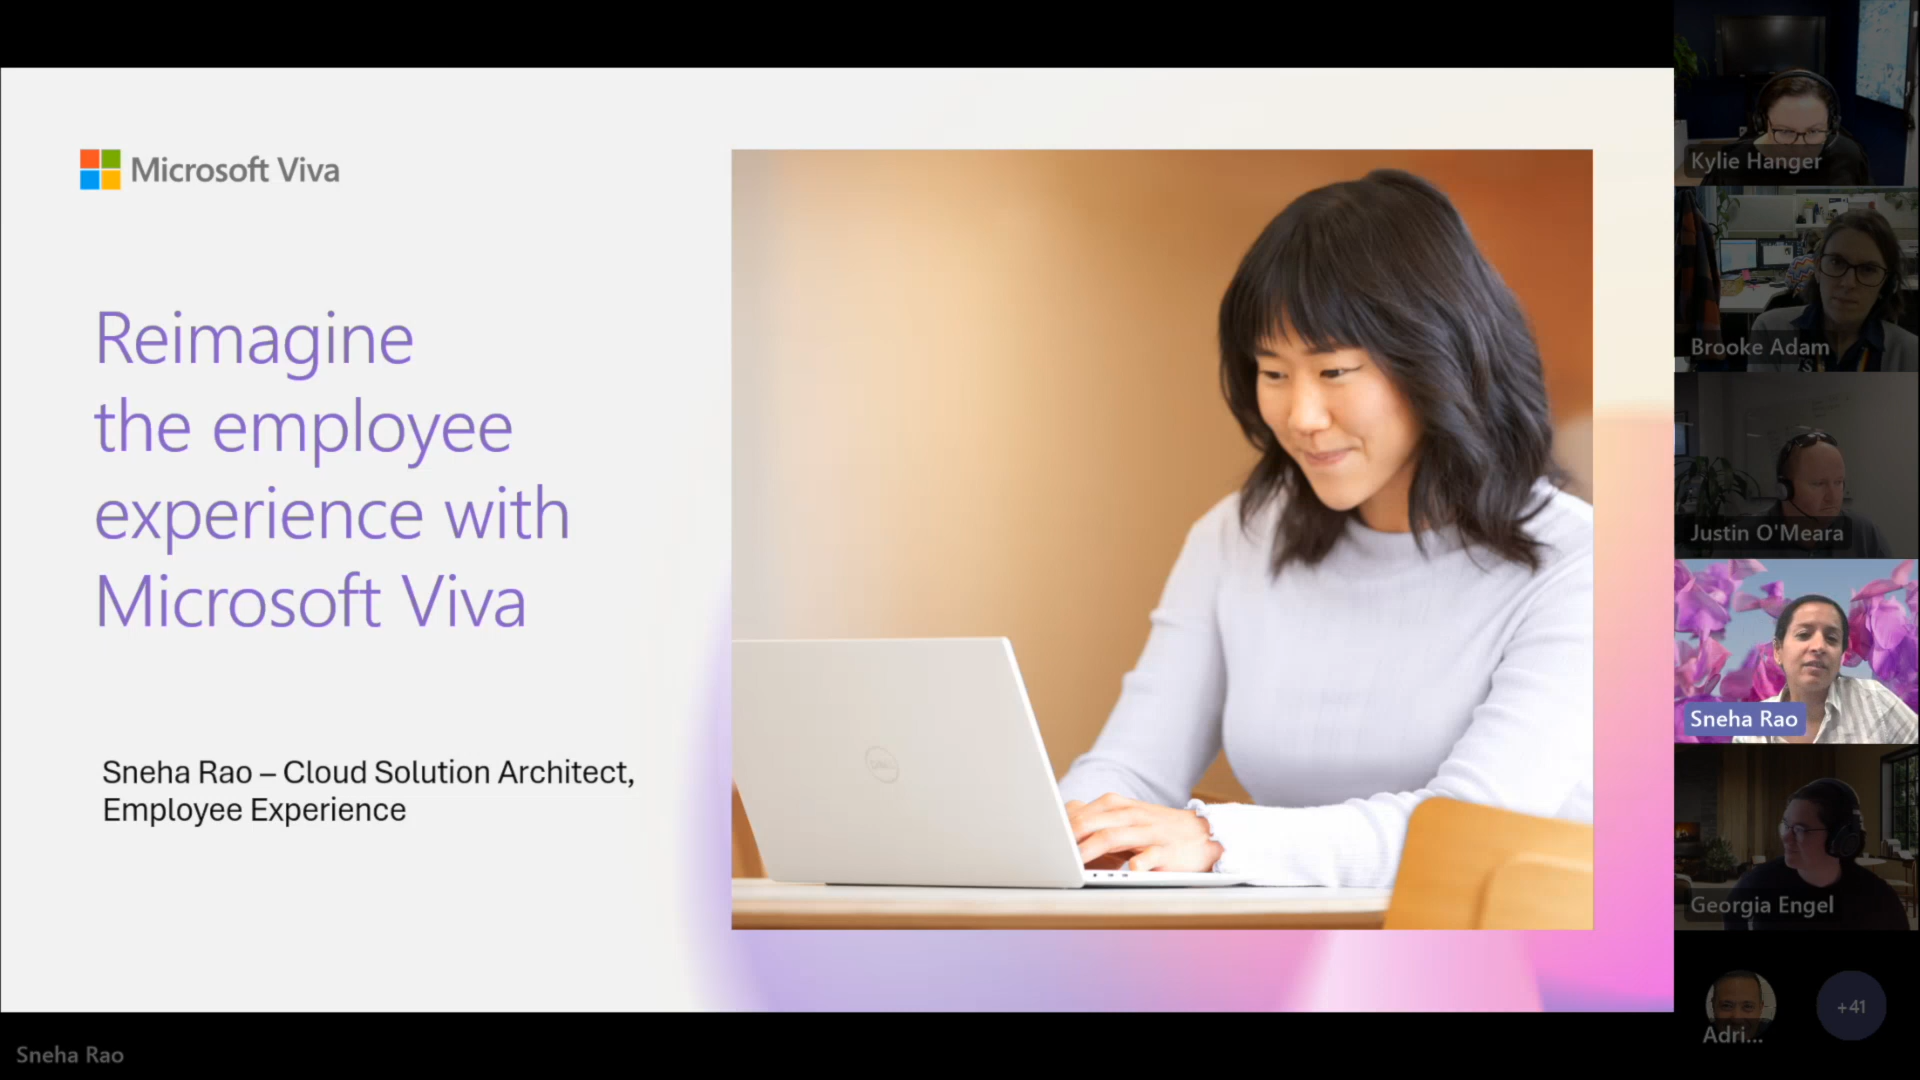 Microsoft Viva
Reimagine
the employee
experience with
Microsoft Viva
Sneha Rao – Cloud Solution Architect,
Employee Experience
Kylie Hanger
Brooke Adam
Justin O'Meara
Sneha Rao
Georgia Engel
Adri...
+41
Sneha Rao